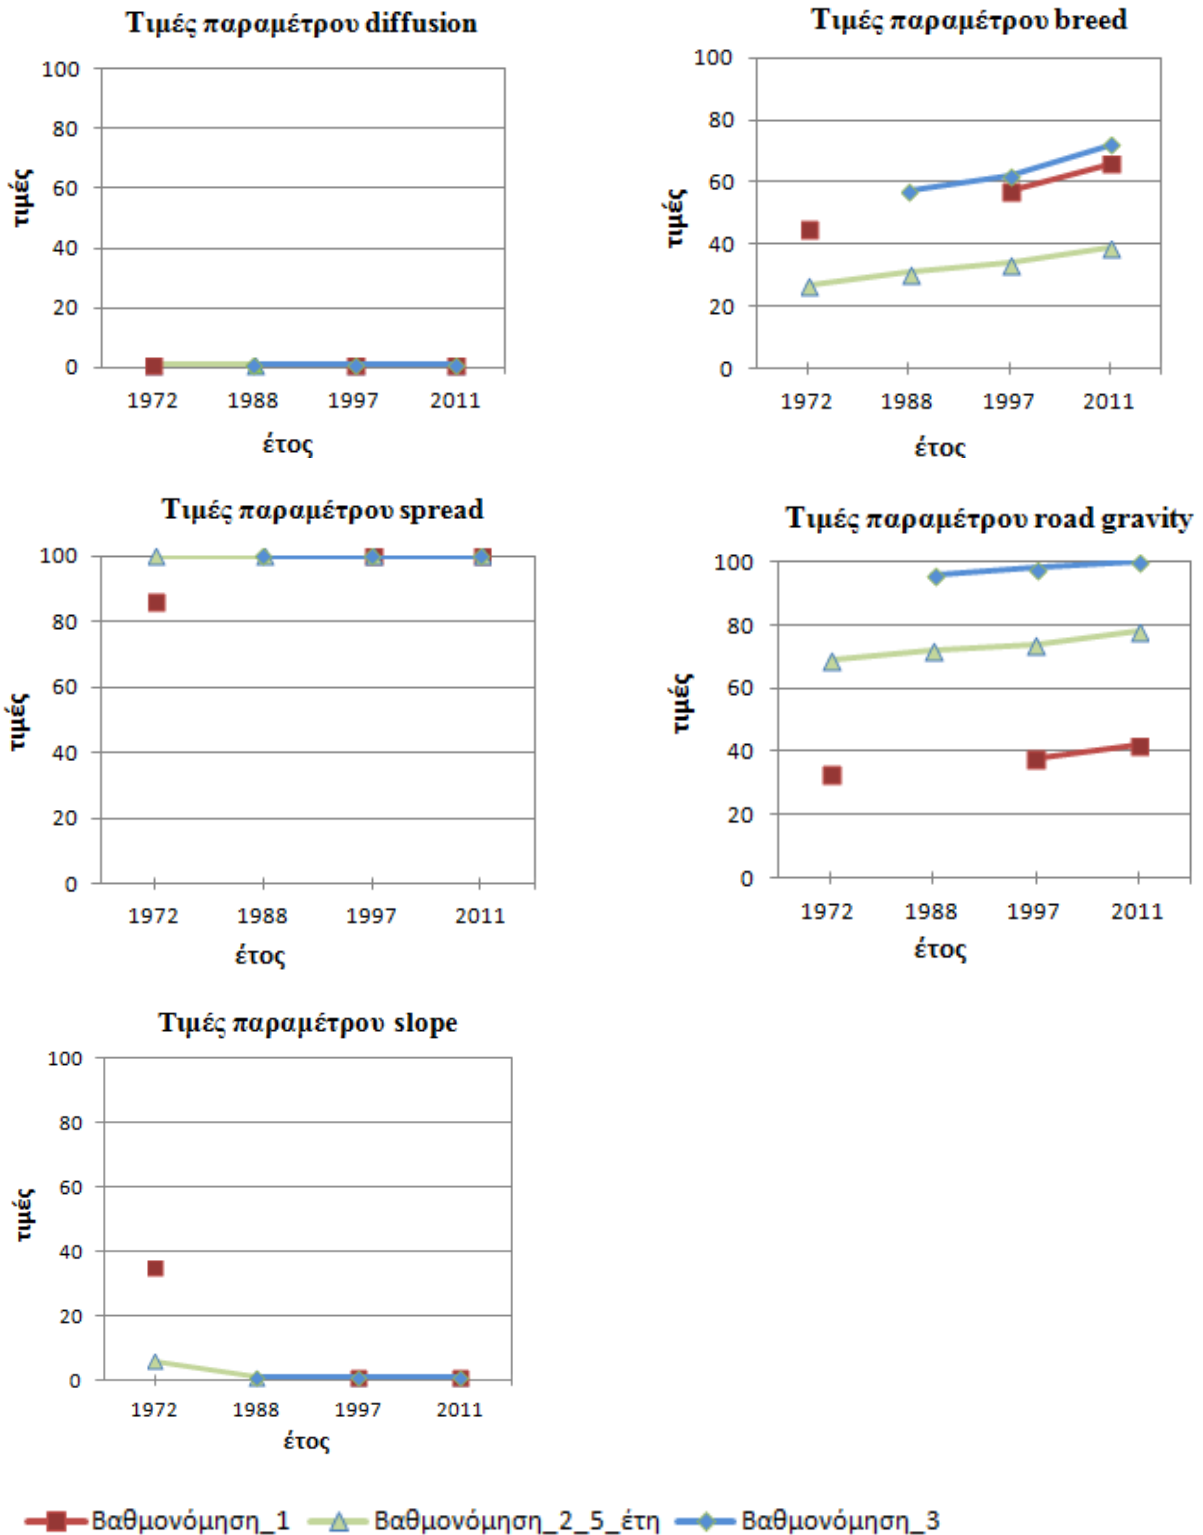 Τιμές παραμέτρου diffusion
100
80
60
40
20
0
τιμές
1972 1988 1997 2011
έτος
Τιμές παραμέτρου breed
100
80
60
40
20
0
τιμές
1972 1988 1997 2011
έτος
Τιμές παραμέτρου spread
100
80
60
40
20
0
τιμές
1972 1988 1997 2011
έτος
Τιμές παραμέτρου road gravity
100
80
60
40
20
0
τιμές
1972 1988 1997 2011
έτος
Τιμές παραμέτρου slope
100
80
60
40
20
0
τιμές
1972 1988 1997 2011
έτος
Βαθμονόμηση_1 Βαθμονόμηση_2_5_έτη Βαθμονόμηση_3